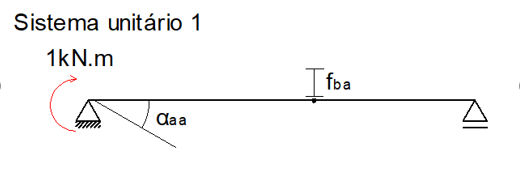 Sistema unitário 1
1kN.m
fba
αaa